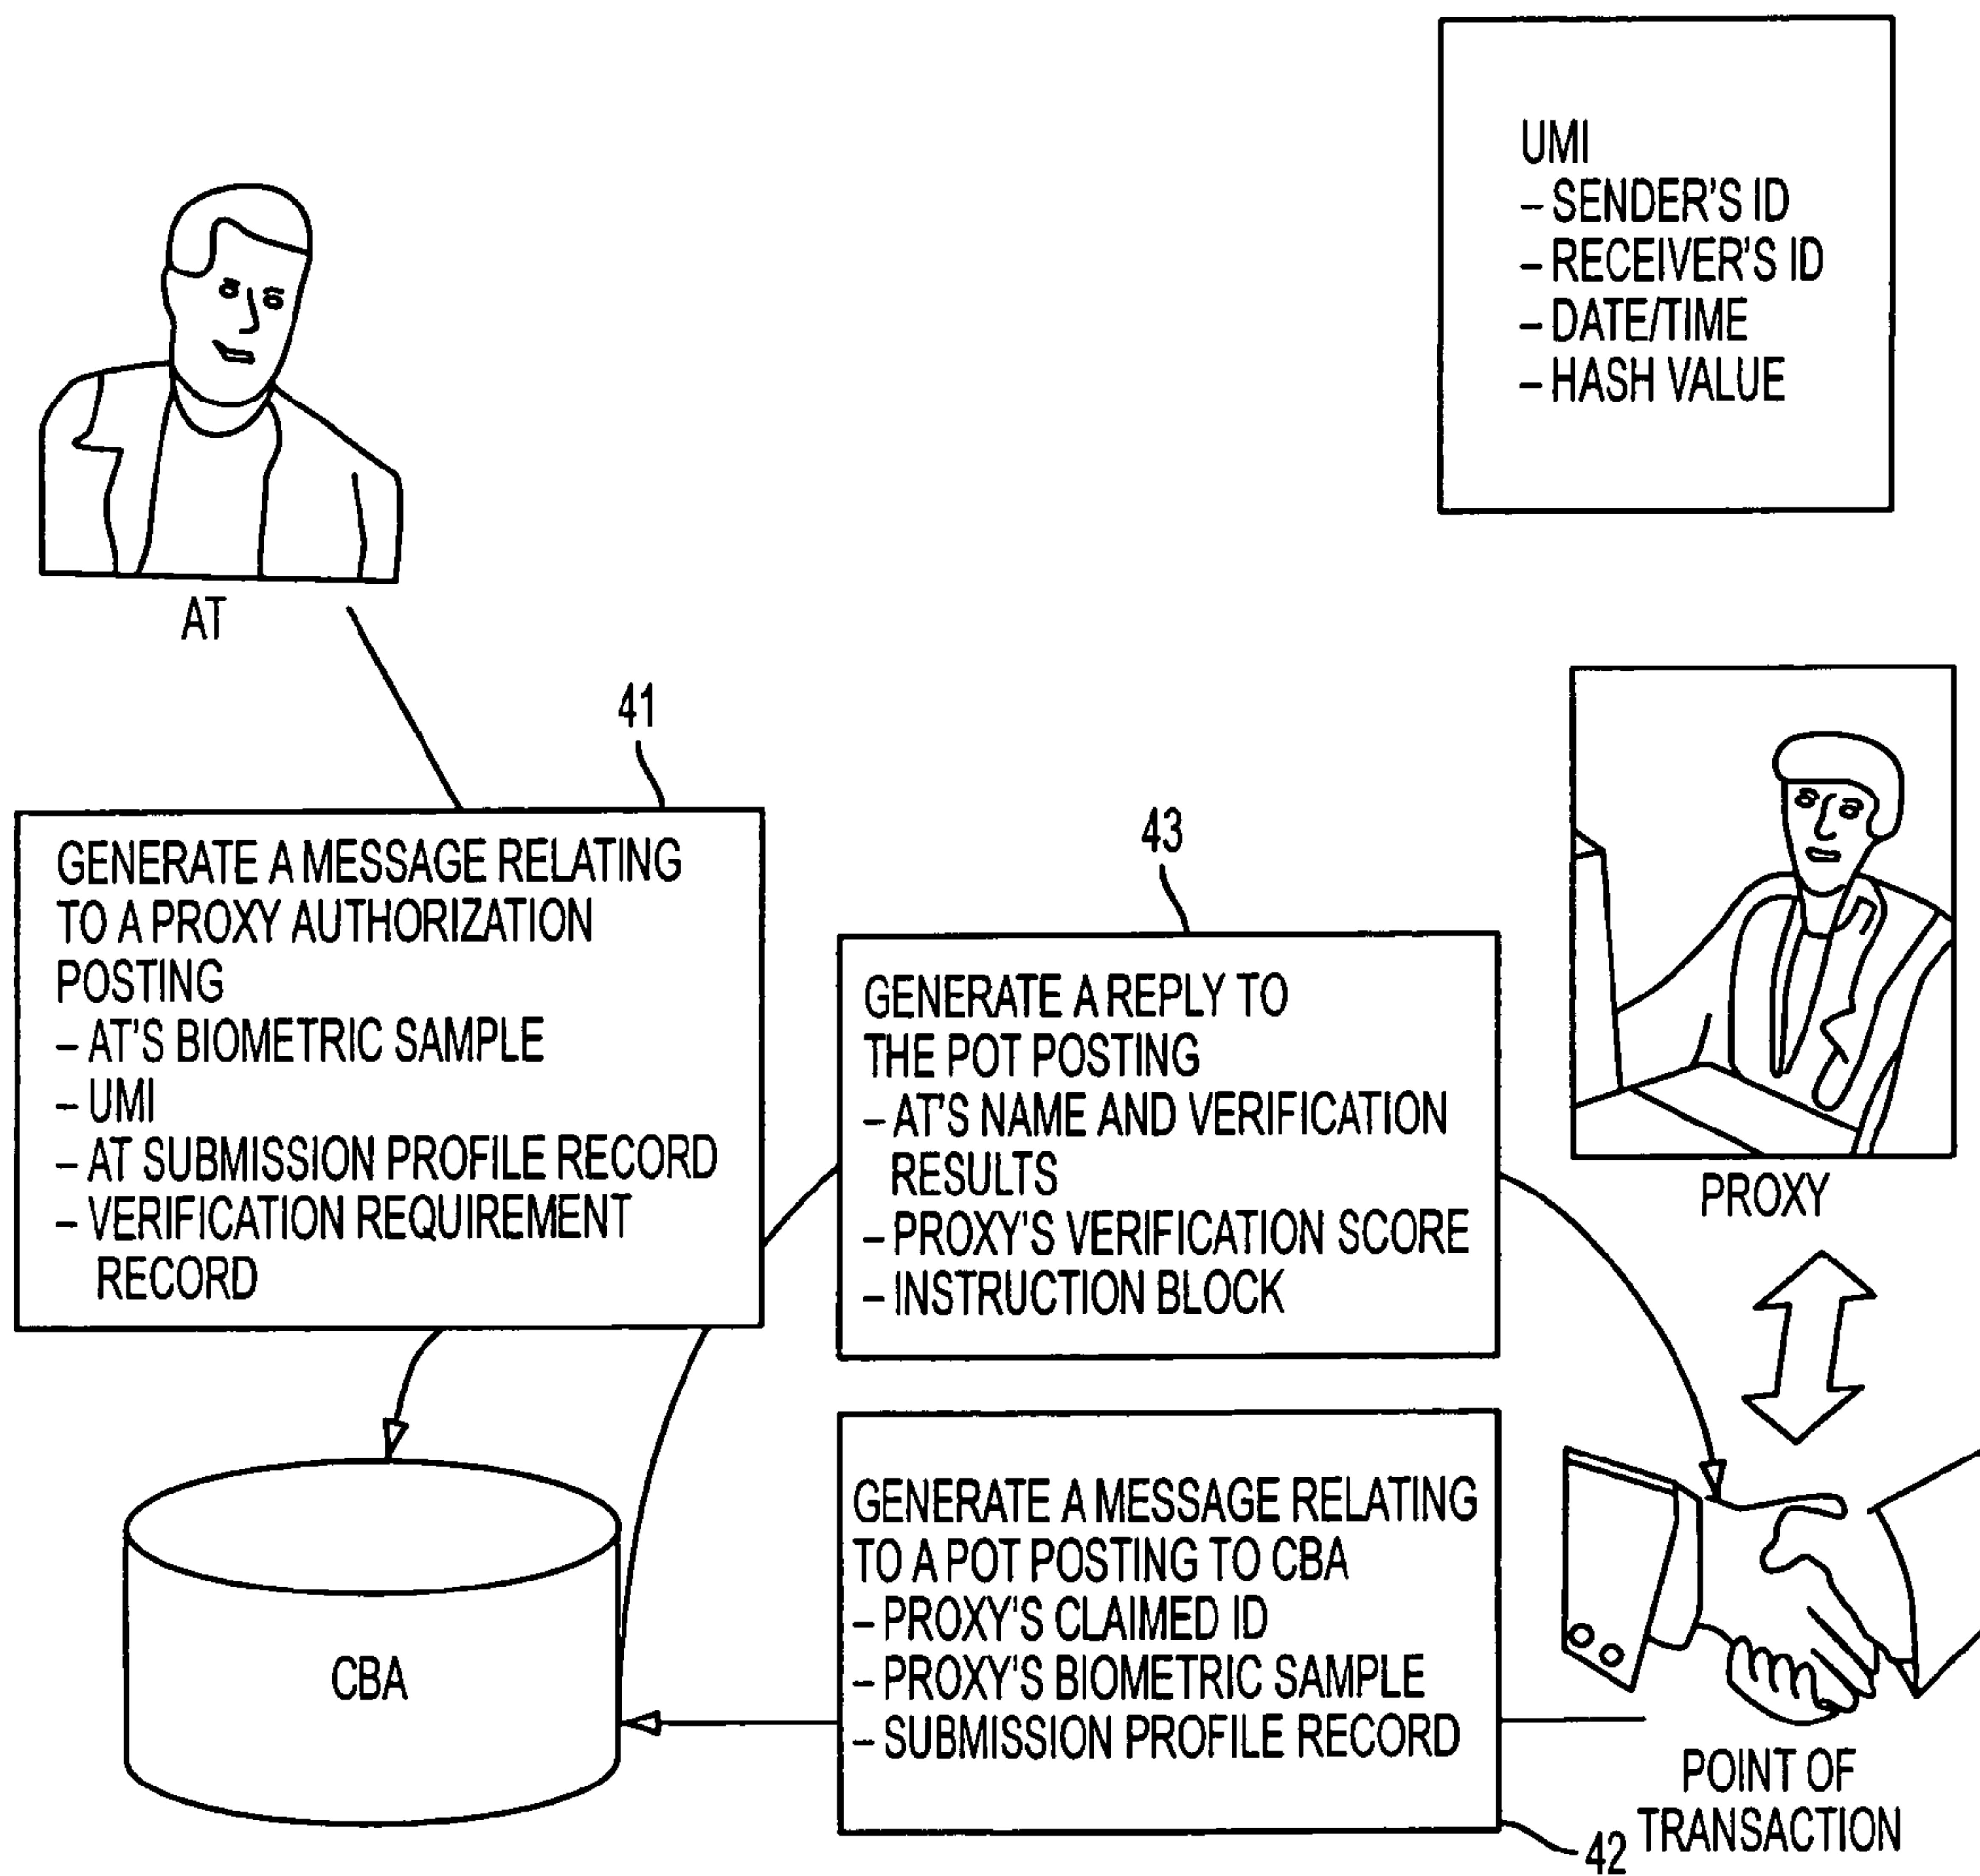 UMI
– SENDER'S ID
– RECEIVER'S ID
– DATE/TIME
– HASH VALUE
AT
41
GENERATE A MESSAGE RELATING
TO A PROXY AUTHORIZATION
POSTING
– AT'S BIOMETRIC SAMPLE
– UMI
– AT SUBMISSION PROFILE RECORD
– VERIFICATION REQUIREMENT
RECORD
43
GENERATE A REPLY TO
THE POT POSTING
– AT'S NAME AND VERIFICATION
RESULTS
– PROXY'S VERIFICATION SCORE
– INSTRUCTION BLOCK
PROXY
CBA
GENERATE A MESSAGE RELATING
TO A POT POSTING TO CBA
– PROXY'S CLAIMED ID
– PROXY'S BIOMETRIC SAMPLE
– SUBMISSION PROFILE RECORD
42
POINT OF
TRANSACTION